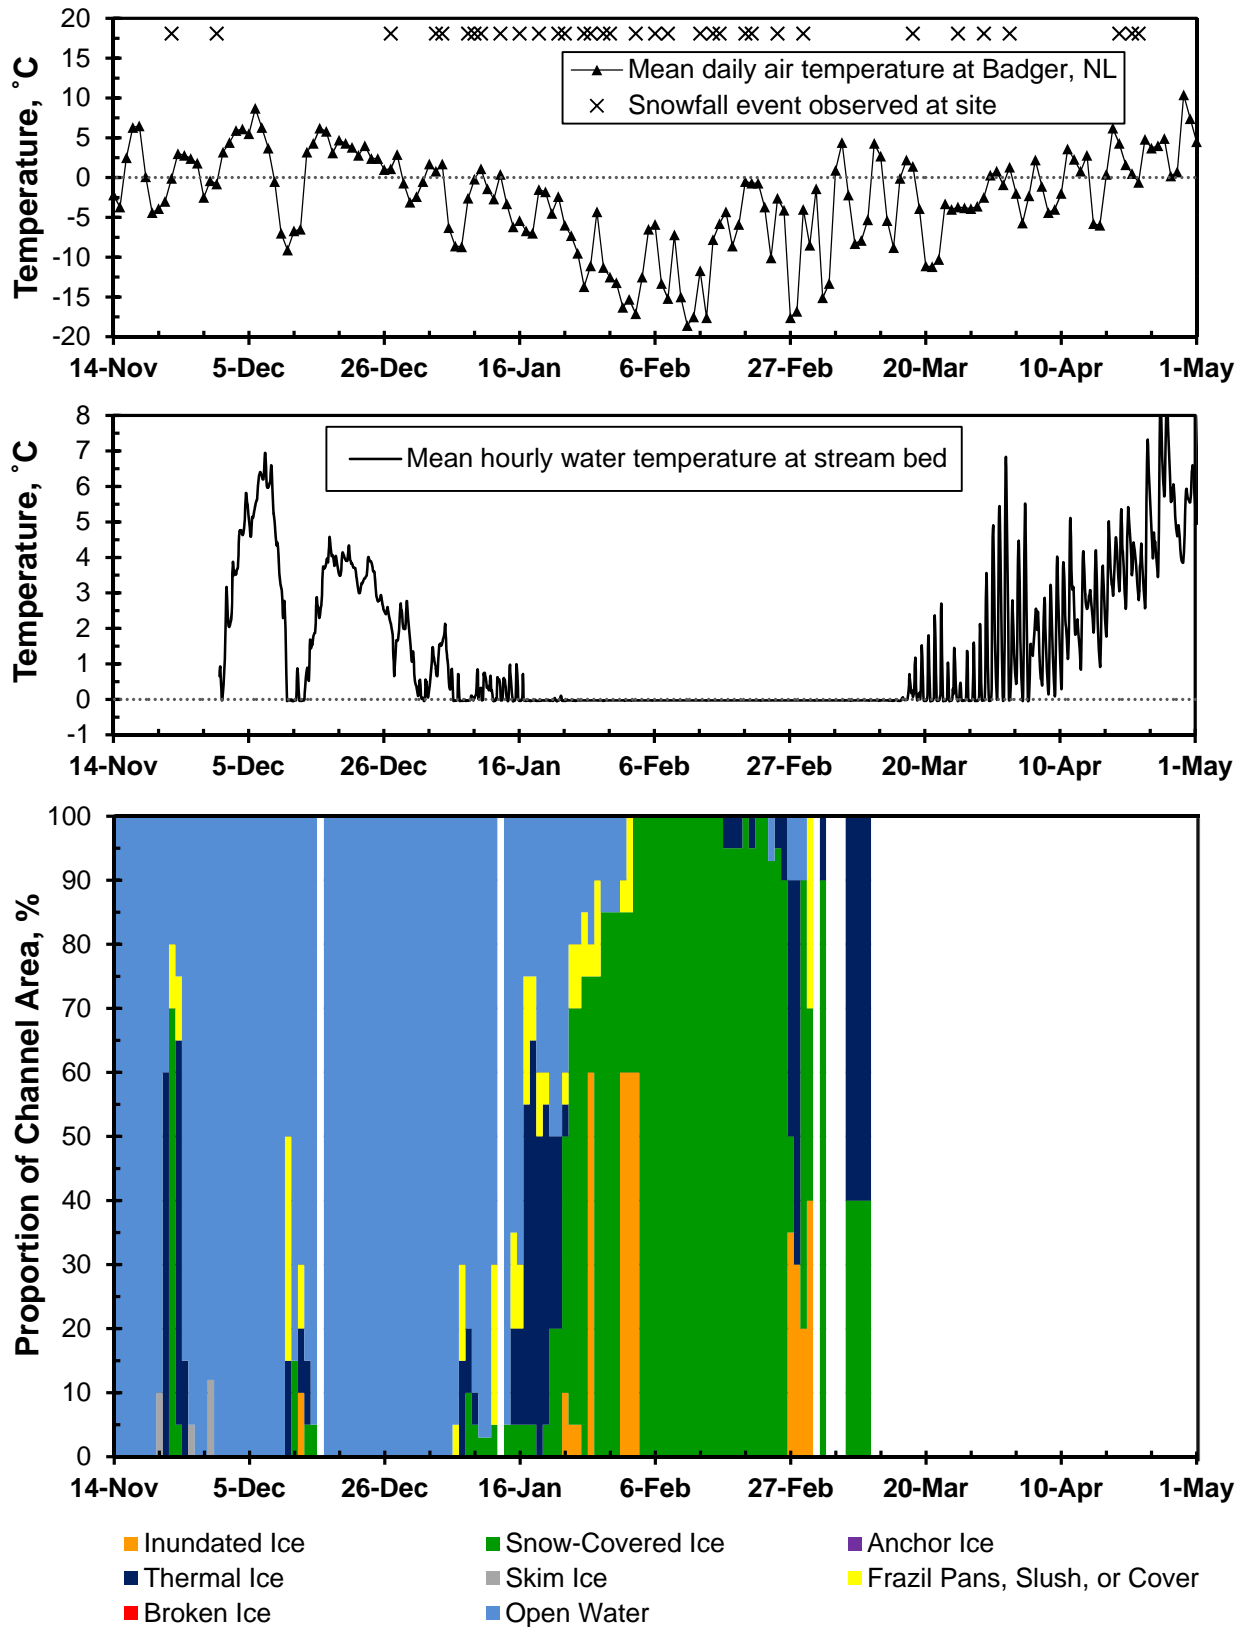 20
15
10
5
0
-5
-10
-15
-20
Temperature, ˚C
Mean daily air temperature at Badger, NL
Snowfall event observed at site
14-Nov 5-Dec 26-Dec 16-Jan 6-Feb 27-Feb 20-Mar 10-Apr 1-May
8
7
6
5
4
3
2
1
0
-1
Temperature, ˚C
Mean hourly water temperature at stream bed
14-Nov 5-Dec 26-Dec 16-Jan 6-Feb 27-Feb 20-Mar 10-Apr 1-May
100
90
80
70
60
50
40
30
20
10
0
Proportion of Channel Area, %
14-Nov 5-Dec 26-Dec 16-Jan 6-Feb 27-Feb 20-Mar 10-Apr 1-May
Inundated Ice Snow-Covered Ice Anchor Ice
Thermal Ice Skim Ice Frazil Pans, Slush, or Cover
Broken Ice Open Water